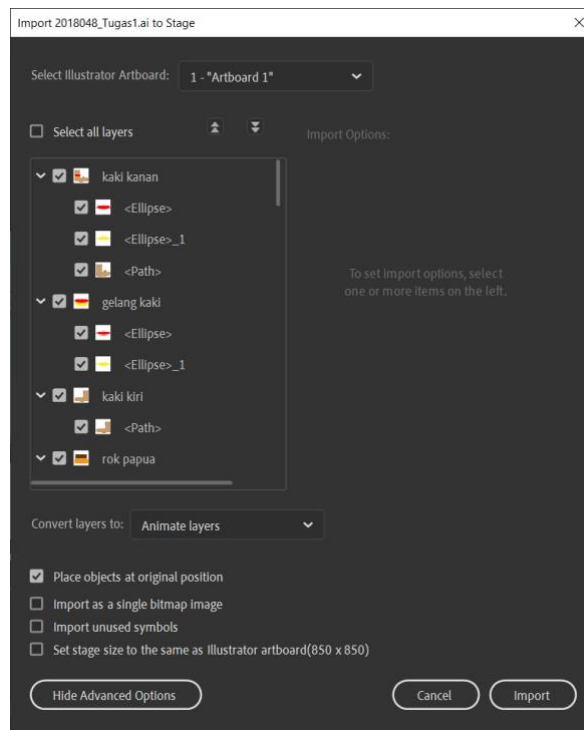 Import 2018048_Tugas1.ai to Stage
Select Illustrator Artboard: 1 - "Artboard 1"
Select all layers
Import Options:
kaki kanan
<Ellipse>
<Ellipse>_1
<Path>
gelang kaki
<Ellipse>
<Ellipse>_1
kaki kiri
<Path>
rok papua
To set import options, select
one or more items on the left.
Convert layers to: Animate layers
Place objects at original position
Import as a single bitmap image
Import unused symbols
Set stage size to the same as Illustrator artboard(850 x 850)
Hide Advanced Options
Cancel
Import